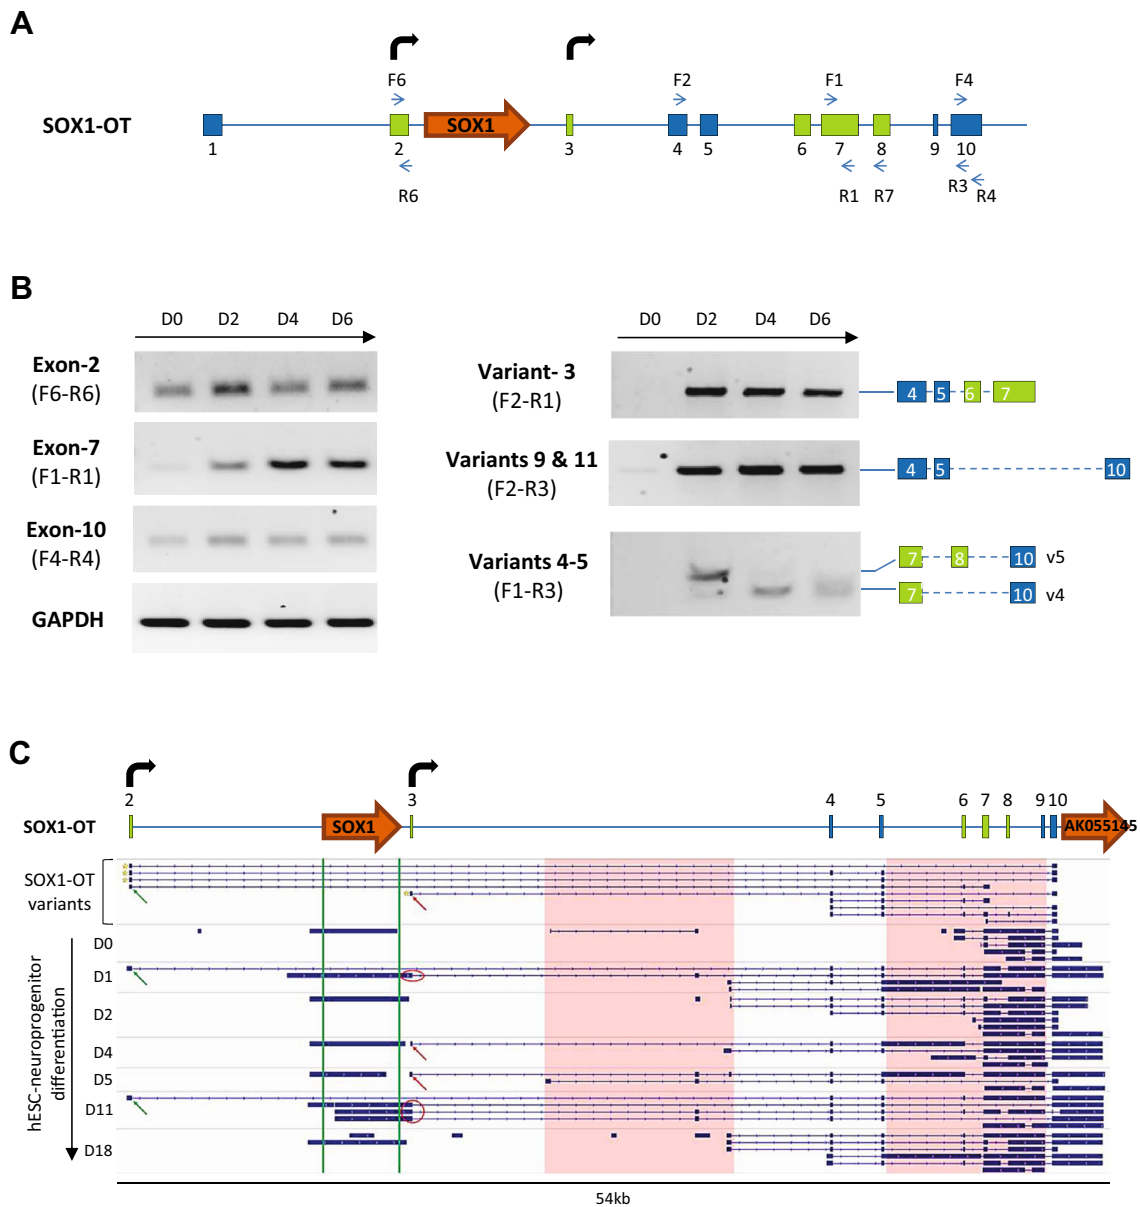 A
F6 F2 F1 F4
SOX1-OT SOX1
1 2 3 4 5 6 7 8 9 10
R6 R1 R7 R3 R4
B
D0 D2 D4 D6
Exon-2
(F6-R6)
Exon-7
(F1-R1)
Exon-10
(F4-R4)
GAPDH
D0 D2 D4 D6
Variant- 3
(F2-R1)
4 5 6 7
Variants 9 & 11
(F2-R3)
4 5 10
Variants 4-5
(F1-R3)
7 8 10 v5
7 10 v4
C
2 3 4 5 6 7 8 9 10
SOX1-OT SOX1 AK055145
SOX1-OT
variants
hESC-neuroprogenitor
differentiation
D0
D1
D2
D4
D5
D11
D18
54kb